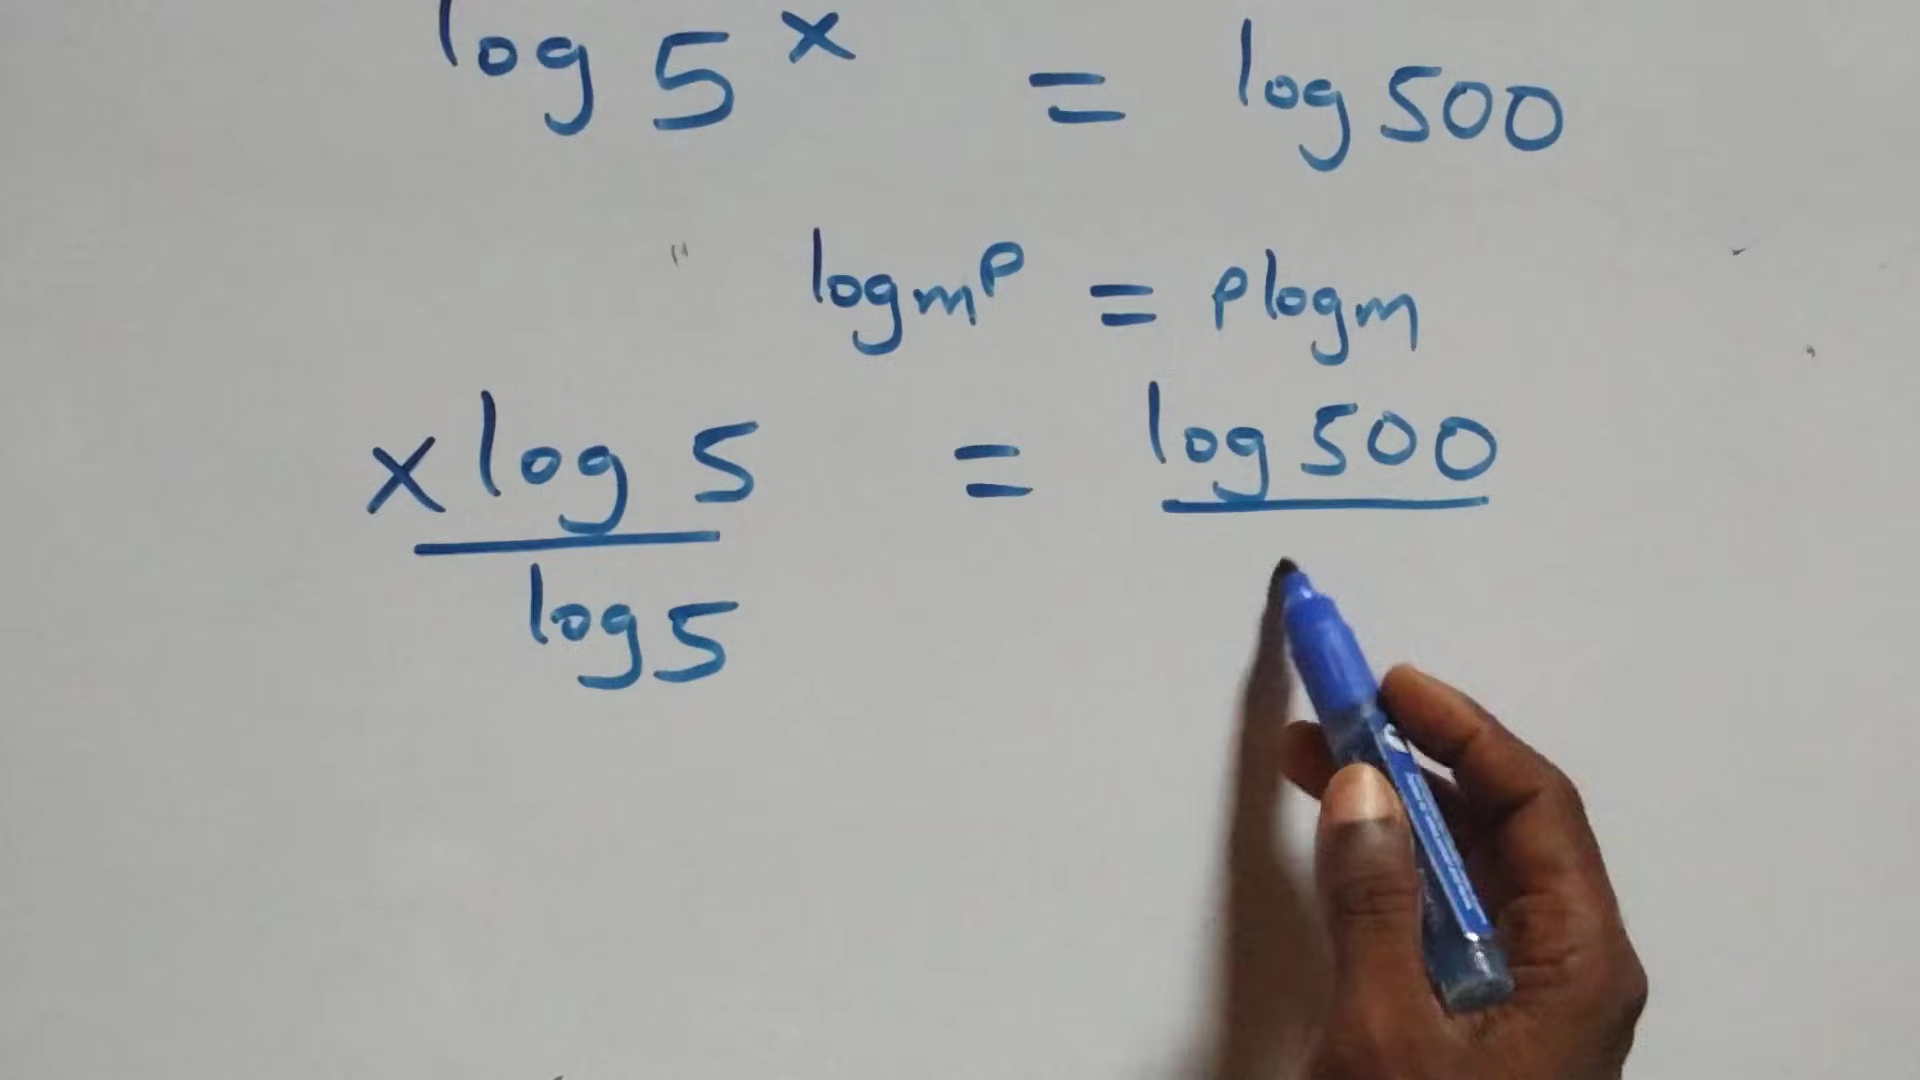 log 5^x = log 500
log m^p = p log m
x log 5 = log 500
log 5